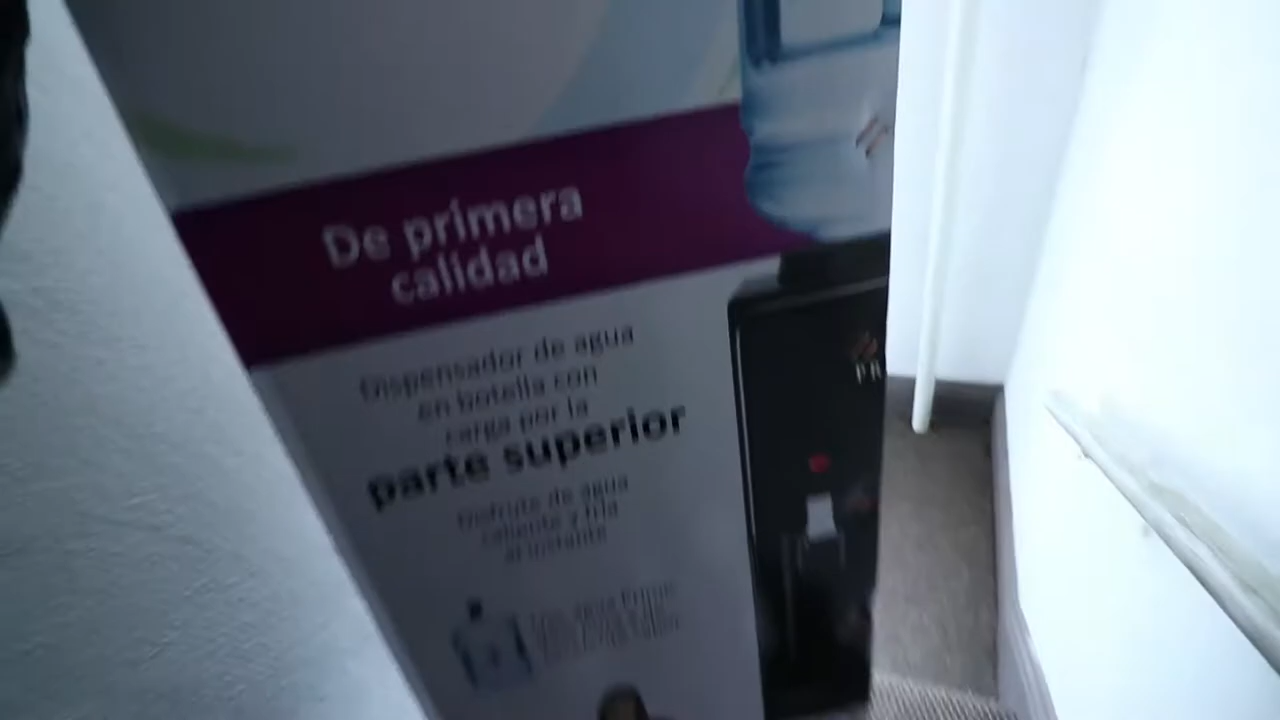 De primera
calidad
Dispensador de agua
en botella con
carga por la
parte superior
Disfrute de agua
caliente y fría
al instante
PR